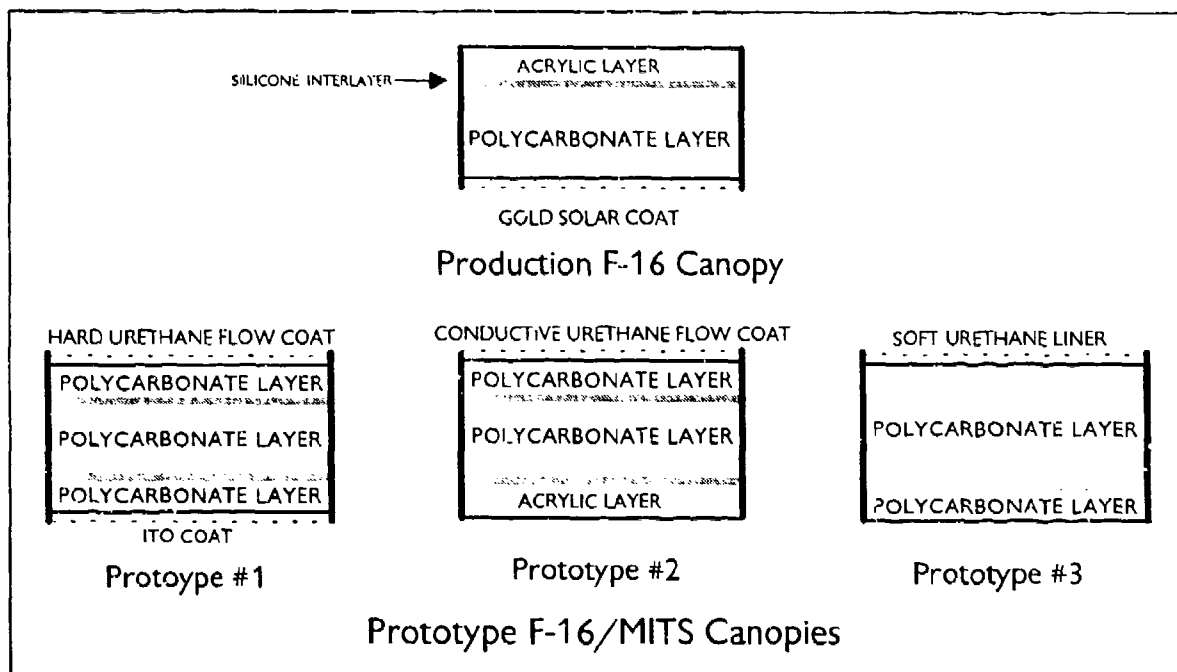 ACRYLIC LAYER
SILICONE INTERLAYER
POLYCARBONATE LAYER
GOLD SOLAR COAT
Production F-16 Canopy
HARD URETHANE FLOW COAT
POLYCARBONATE LAYER
POLYCARBONATE LAYER
POLYCARBONATE LAYER
ITO COAT
Protoype #1
CONDUCTIVE URETHANE FLOW COAT
POLYCARBONATE LAYER
POLYCARBONATE LAYER
ACRYLIC LAYER
Prototype #2
SOFT URETHANE LINER
POLYCARBONATE LAYER
POLYCARBONATE LAYER
Prototype #3
Prototype F-16/MITS Canopies